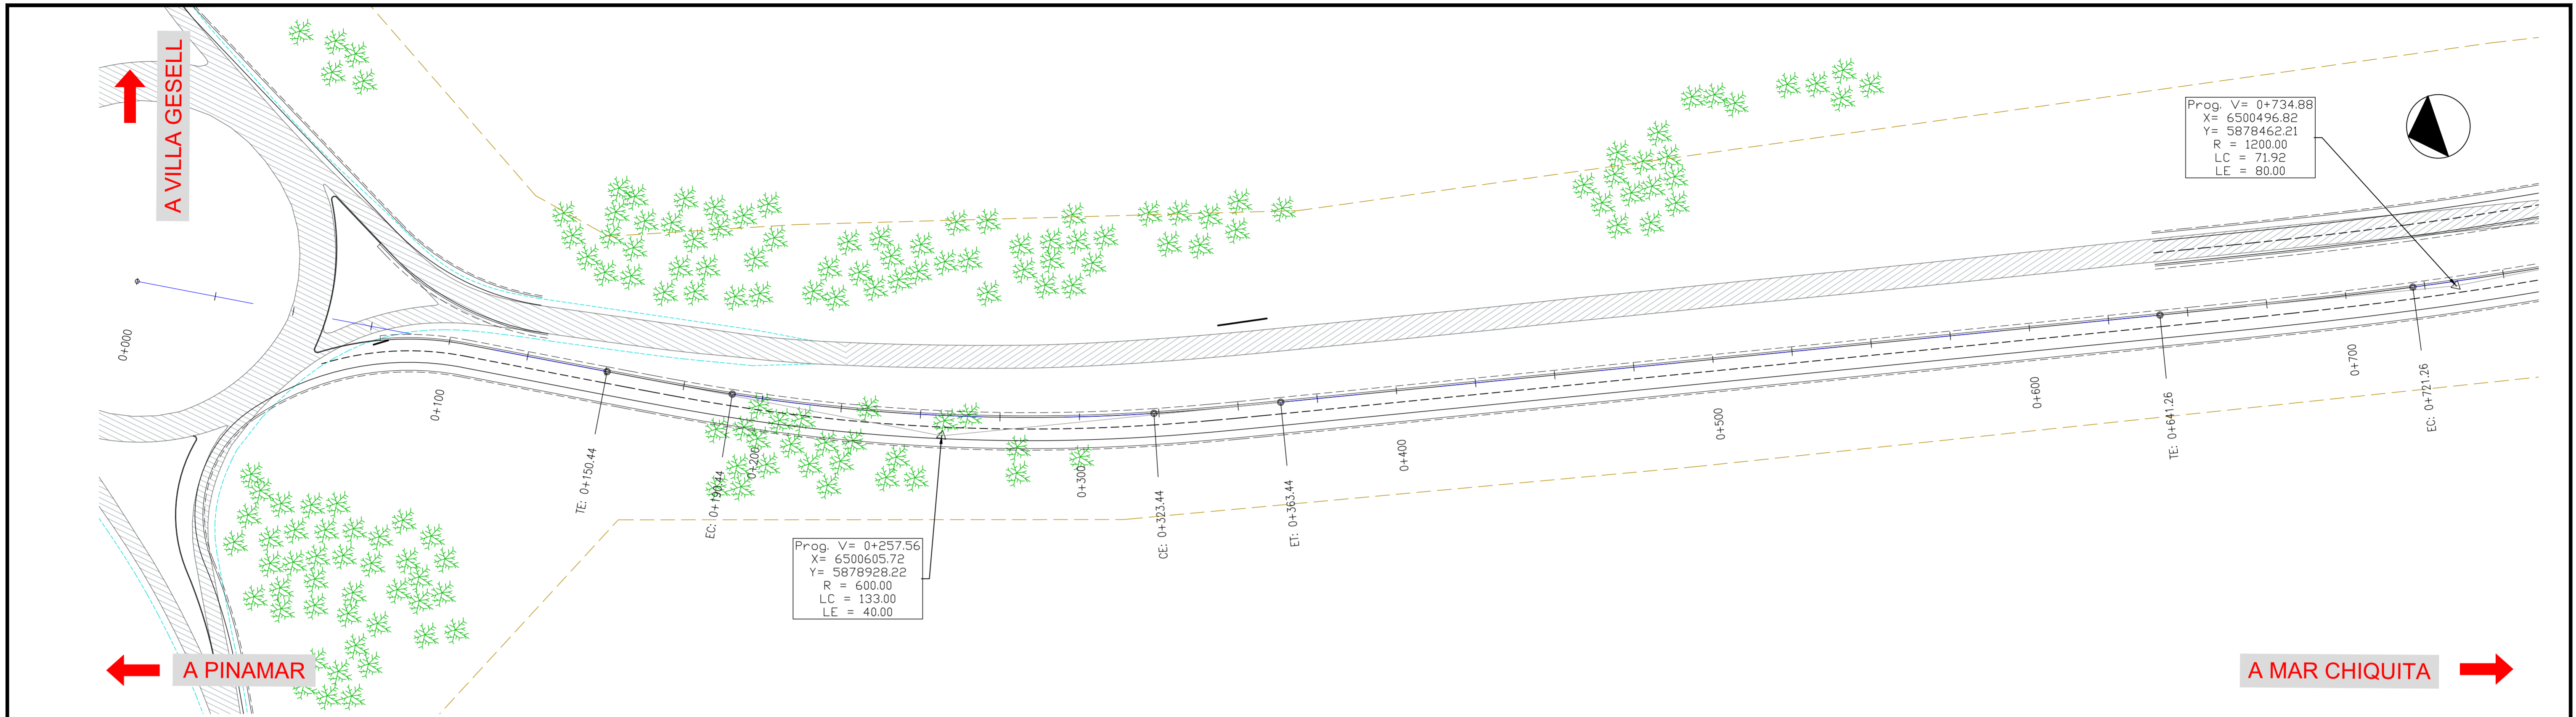 A VILLA GESELL
Prog. V= 0+734.88
X= 6500496.82
Y= 5878462.21
R = 1200.00
LC = 71.92
LE = 80.00
0+000
0+100
TE: 0+150.44
EC: 0+190.44
0+200
0+300
CE: 0+323.44
ET: 0+363.44
0+400
0+500
0+600
TE: 0+641.26
0+700
EC: 0+721.26
Prog. V= 0+257.56
X= 6500605.72
Y= 5878928.22
R = 600.00
LC = 133.00
LE = 40.00
A PINAMAR
A MAR CHIQUITA